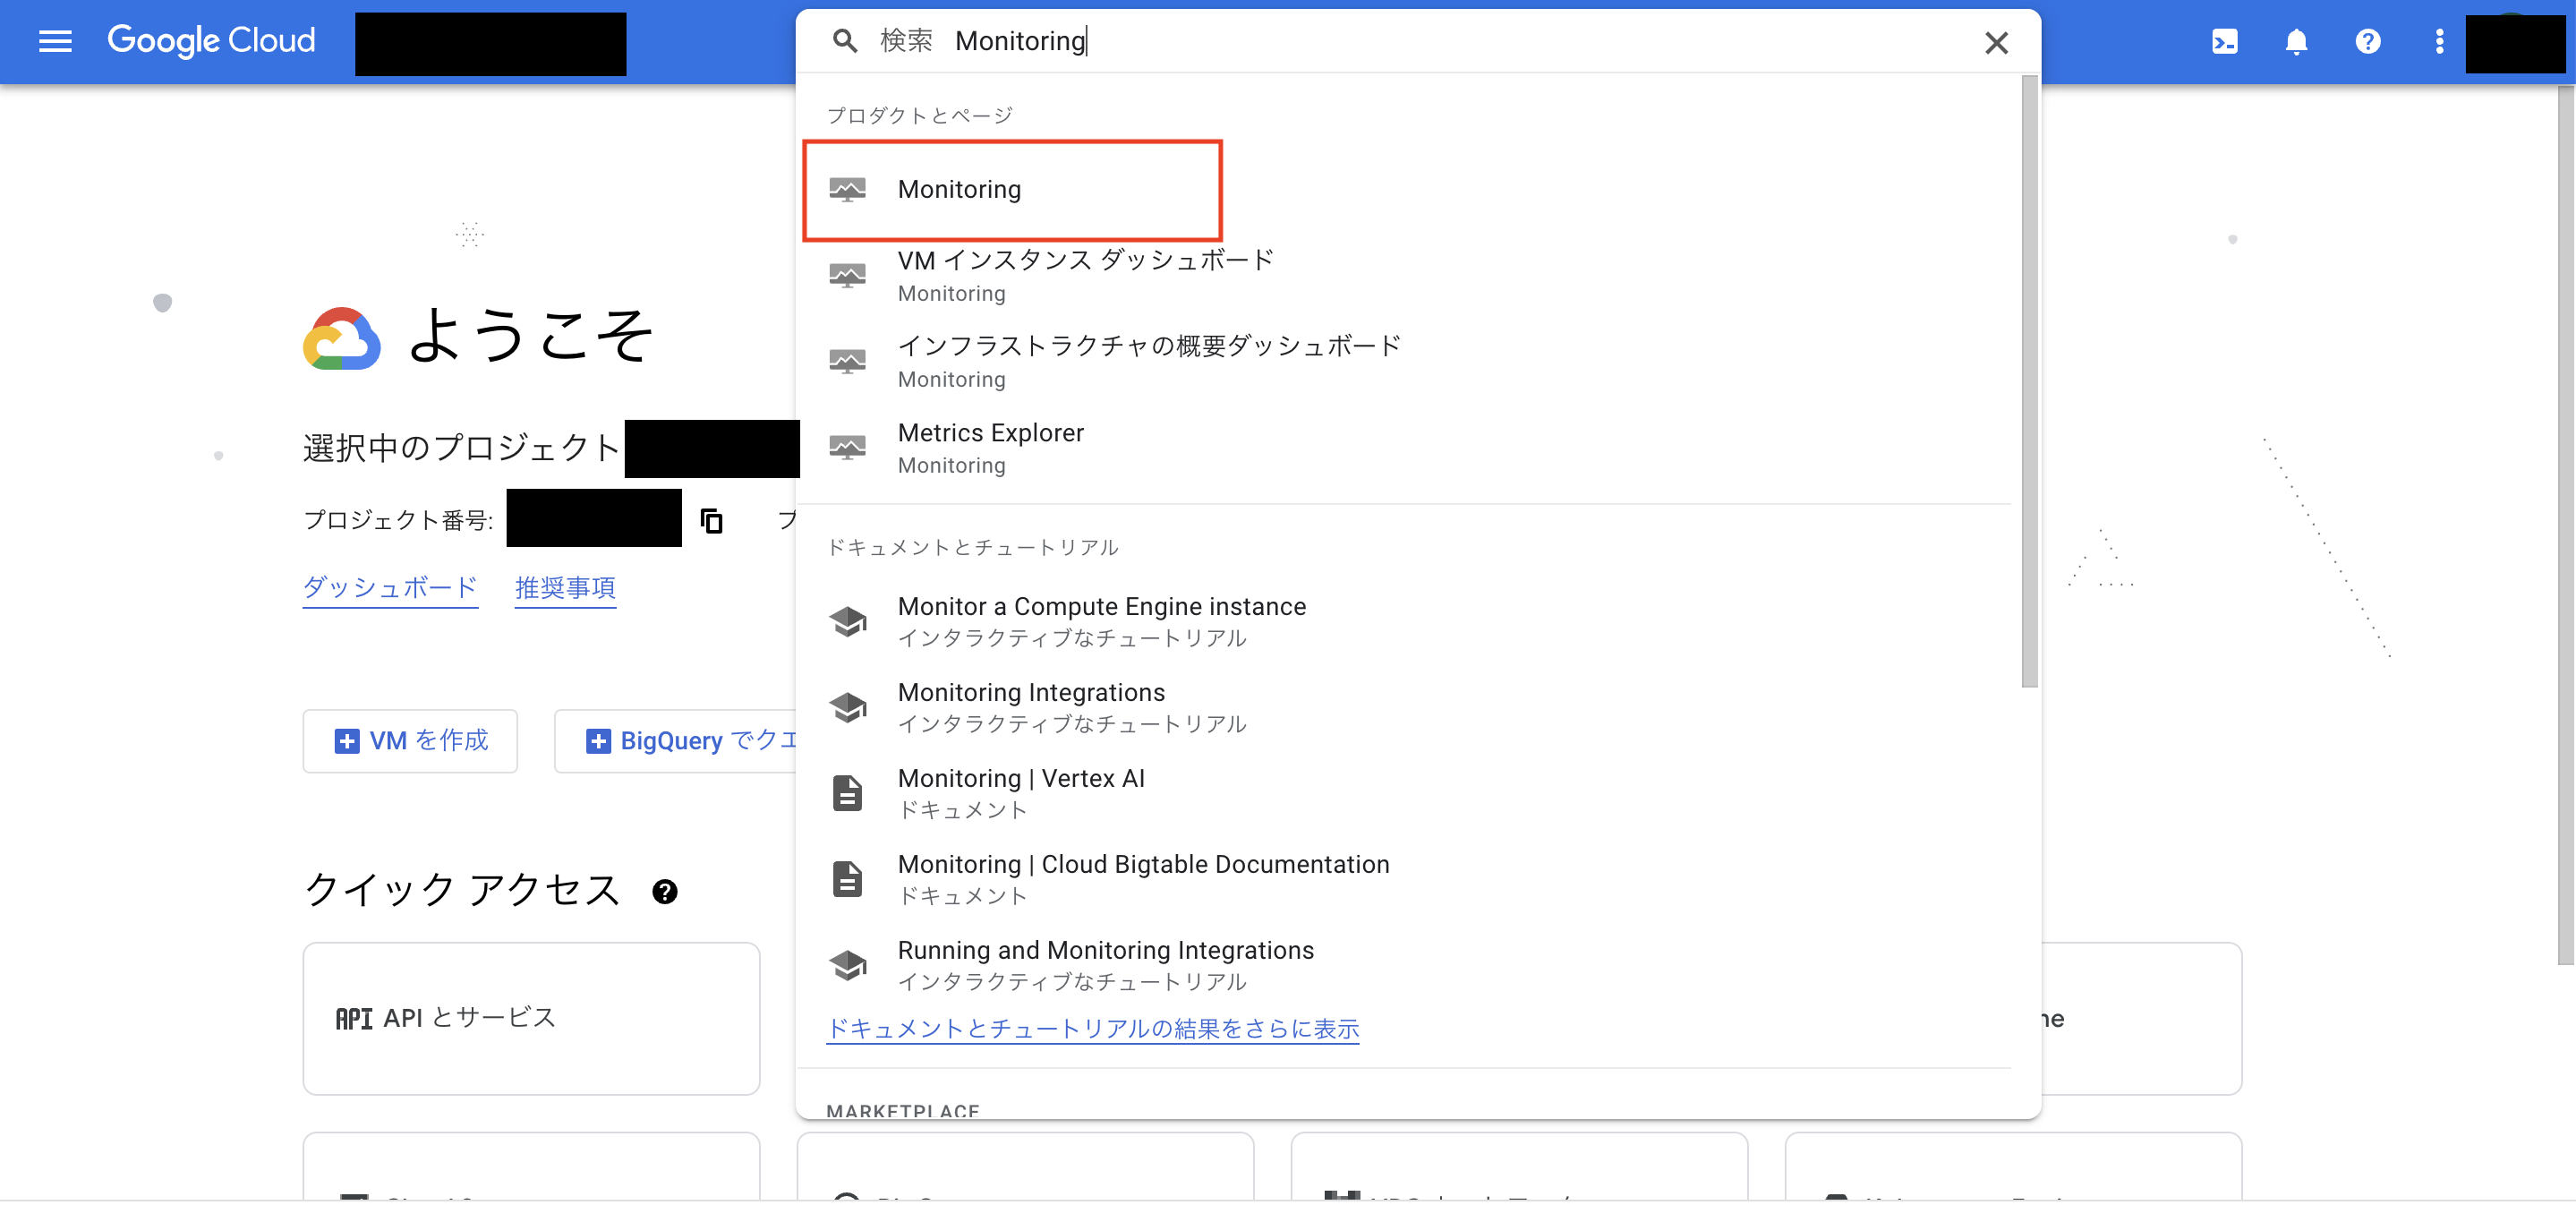 Google Cloud
検索 Monitoring
プロダクトとページ
Monitoring
VM インスタンス ダッシュボード
Monitoring
インフラストラクチャの概要ダッシュボード
Monitoring
Metrics Explorer
Monitoring
ドキュメントとチュートリアル
Monitor a Compute Engine instance
インタラクティブなチュートリアル
Monitoring Integrations
インタラクティブなチュートリアル
Monitoring | Vertex AI
ドキュメント
Monitoring | Cloud Bigtable Documentation
ドキュメント
Running and Monitoring Integrations
インタラクティブなチュートリアル
ドキュメントとチュートリアルの結果をさらに表示
MARKETPLACE
ようこそ
選択中のプロジェクト
プロジェクト番号: プ
ダッシュボード 推奨事項
VM を作成 BigQuery でクエ
クイック アクセス
API API とサービス
ne